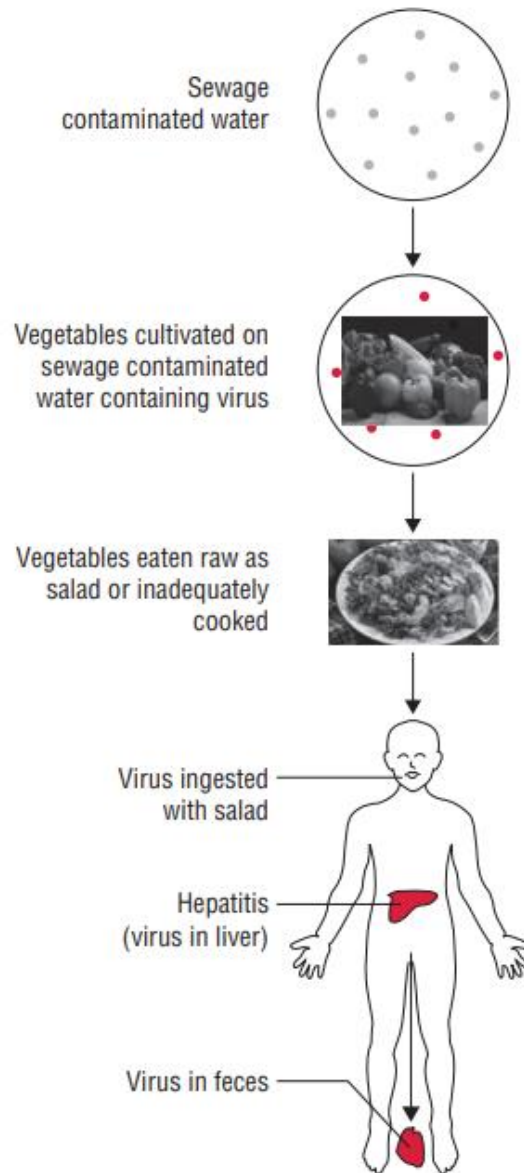 Sewage
contaminated water
Vegetables cultivated on
sewage contaminated
water containing virus
Vegetables eaten raw as
salad or inadequately
cooked
Virus ingested
with salad
Hepatitis
(virus in liver)
Virus in feces